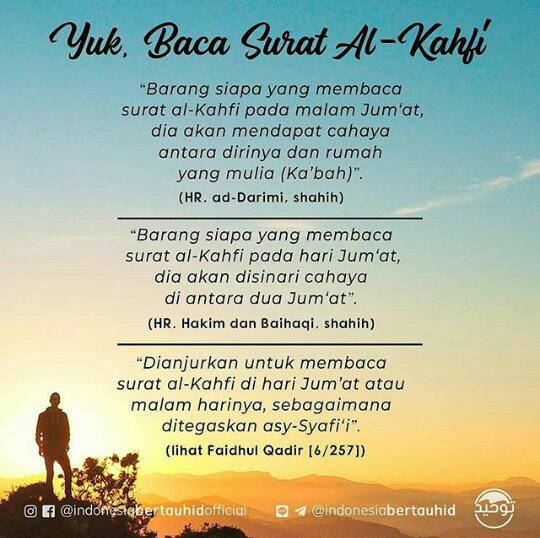 Yuk, Baca Surat Al-Kahfi
“Barang siapa yang membaca
surat al-Kahfi pada malam Jum‘at,
dia akan mendapat cahaya
antara dirinya dan rumah
yang mulia (Ka’bah)”.
(HR. ad-Darimi, shahih)
“Barang siapa yang membaca
surat al-Kahfi pada hari Jum‘at,
dia akan disinari cahaya
di antara dua Jum‘at”.
(HR. Hakim dan Baihaqi, shahih)
“Dianjurkan untuk membaca
surat al-Kahfi di hari Jum’at atau
malam harinya, sebagaimana
ditegaskan asy-Syafi‘i”.
(lihat Faidhul Qadir [6/257])
@indonesiabertauhidofficial
@indonesiabertauhid
توحيد